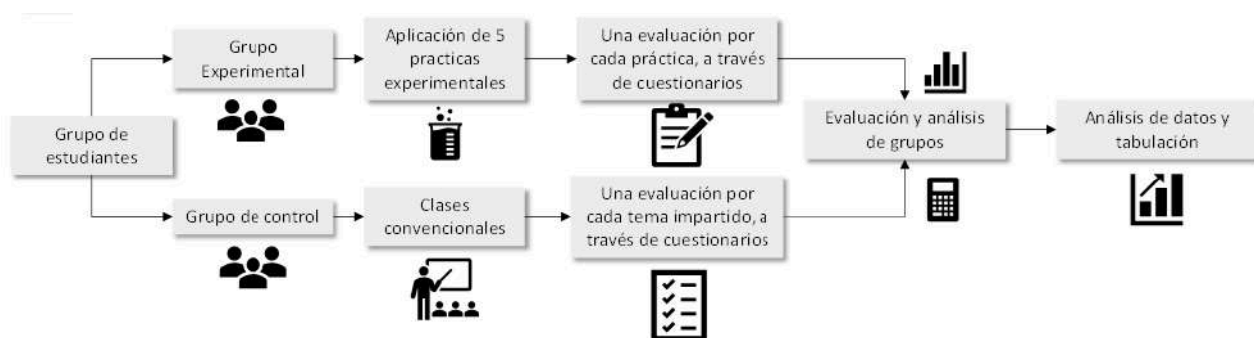 Grupo
Experimental
Aplicación de 5
practicas
experimentales
Una evaluación por
cada práctica, a través
de cuestionarios
Grupo de
estudiantes
Evaluación y análisis
de grupos
Análisis de datos y
tabulación
Grupo de control
Clases
convencionales
Una evaluación por
cada tema impartido, a
través de cuestionarios